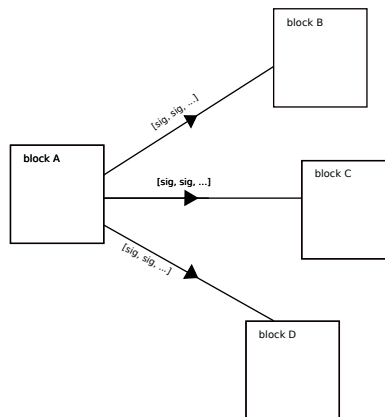 block B
[sig, sig, ...]
block A
[sig, sig, ...]
block C
[sig, sig, ...]
block D